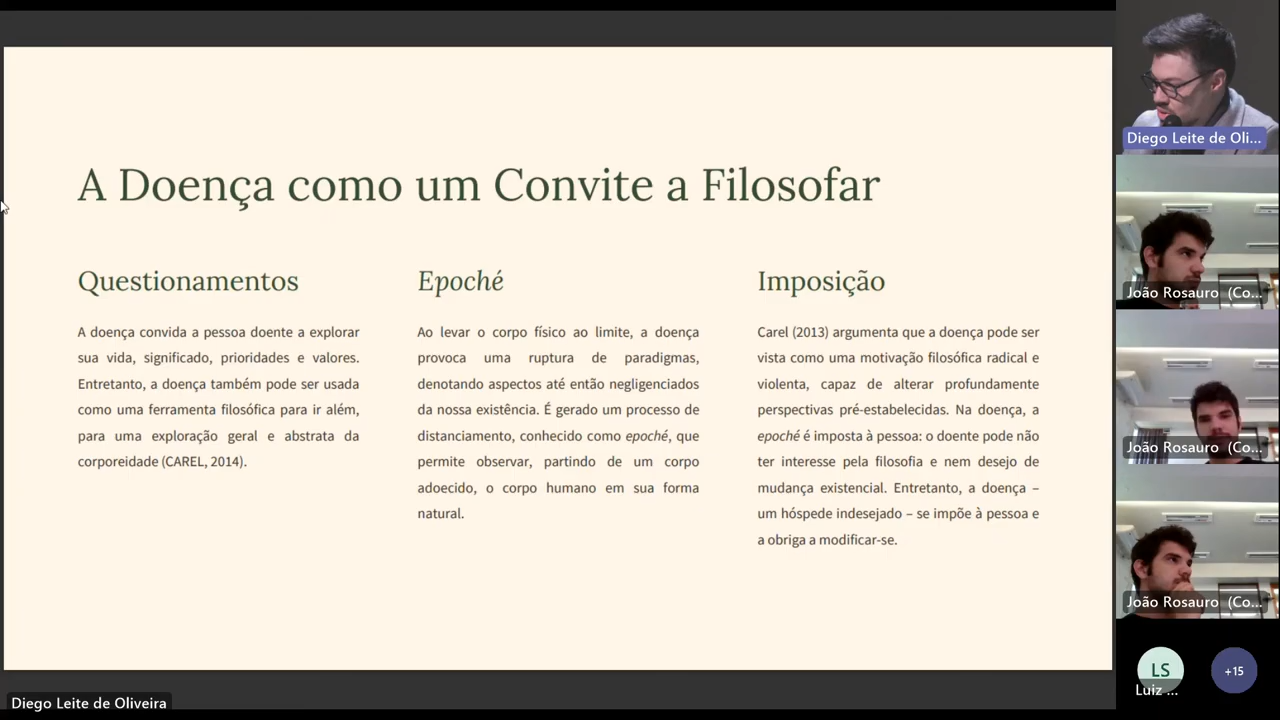 A Doença como um Convite a Filosofar
Questionamentos
A doença convida a pessoa doente a explorar
sua vida, significado, prioridades e valores.
Entretanto, a doença também pode ser usada
como uma ferramenta filosófica para ir além,
para uma exploração geral e abstrata da
corporeidade (CAREL, 2014).
Epoché
Ao levar o corpo físico ao limite, a doença
provoca uma ruptura de paradigmas,
denotando aspectos até então negligenciados
da nossa existência. É gerado um processo de
distanciamento, conhecido como epoché, que
permite observar, partindo de um corpo
adoecido, o corpo humano em sua forma
natural.
Imposição
Carel (2013) argumenta que a doença pode ser
vista como uma motivação filosófica radical e
violenta, capaz de alterar profundamente
perspectivas pré-estabelecidas. Na doença, a
epoché é imposta à pessoa: o doente pode não
ter interesse pela filosofia e nem desejo de
mudança existencial. Entretanto, a doença –
um hóspede indesejado – se impõe à pessoa e
a obriga a modificar-se.
Diego Leite de Oli...
João Rosauro (Co...
João Rosauro (Co...
João Rosauro (Co...
LS
Luiz ...
+15
Diego Leite de Oliveira